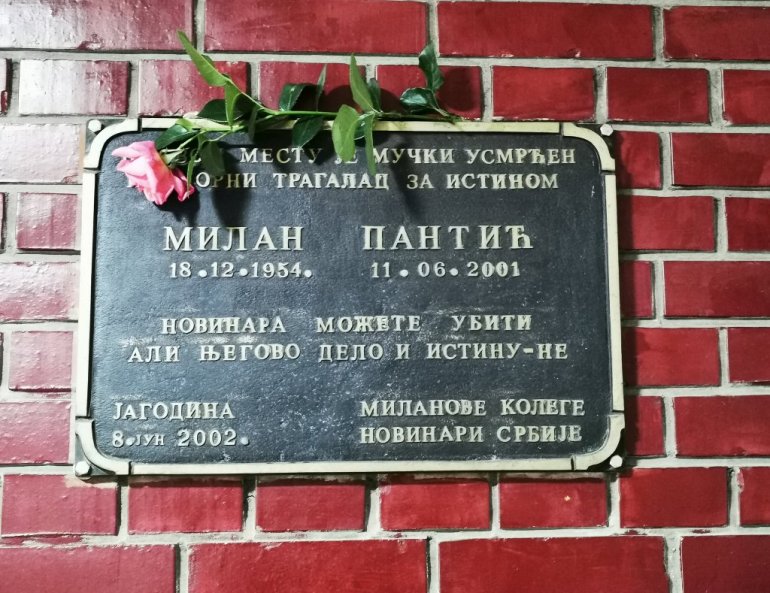 МЕСТУ ЈЕ МУЧКИ УСМРЋЕН
ТРАГАЛАЦ ЗА ИСТИНОМ
МИЛАН ПАНТИЋ
18.12.1954. 11.06.2001
НОВИНАРА МОЖЕТЕ УБИТИ
АЛИ ЊЕГОВО ДЕЛО И ИСТИНУ-НЕ
ЈАГОДИНА МИЛАНОВЕ КОЛЕГЕ
8.ЈУН 2002. НОВИНАРИ СРБИЈЕ